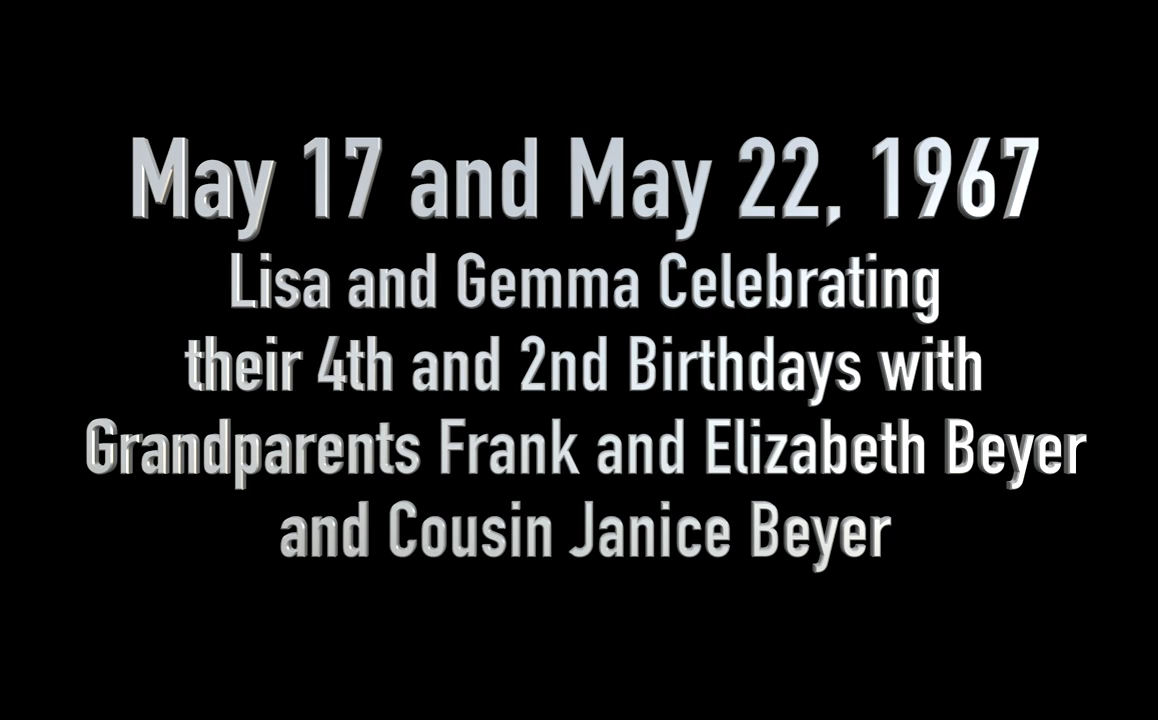 May 17 and May 22, 1967
Lisa and Gemma Celebrating
their 4th and 2nd Birthdays with
Grandparents Frank and Elizabeth Beyer
and Cousin Janice Beyer